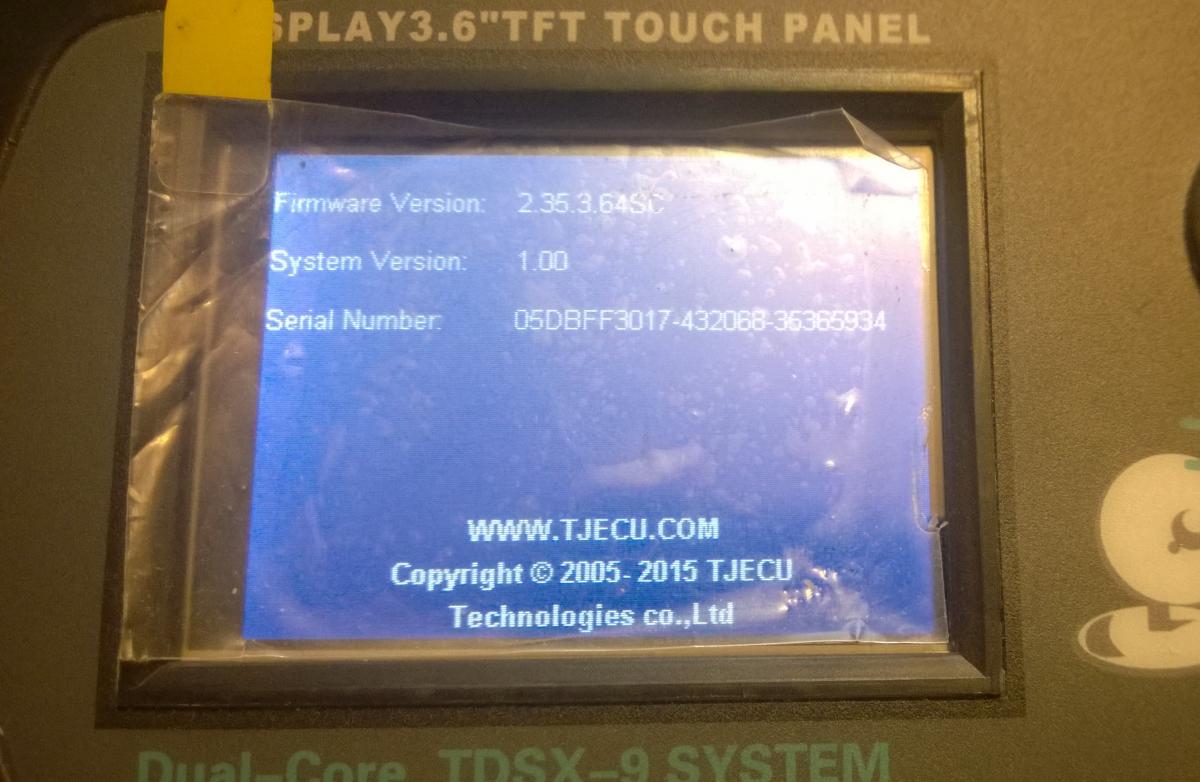 SPLAY3.6"TFT TOUCH PANEL
Firmware Version: 2.35.3.64SC
System Version: 1.00
Serial Number: 05DBFF3017-432068-36365934
WWW.TJECU.COM
Copyright © 2005- 2015 TJECU
Technologies co.,Ltd
Dual-Core TDSX-9 SYSTEM